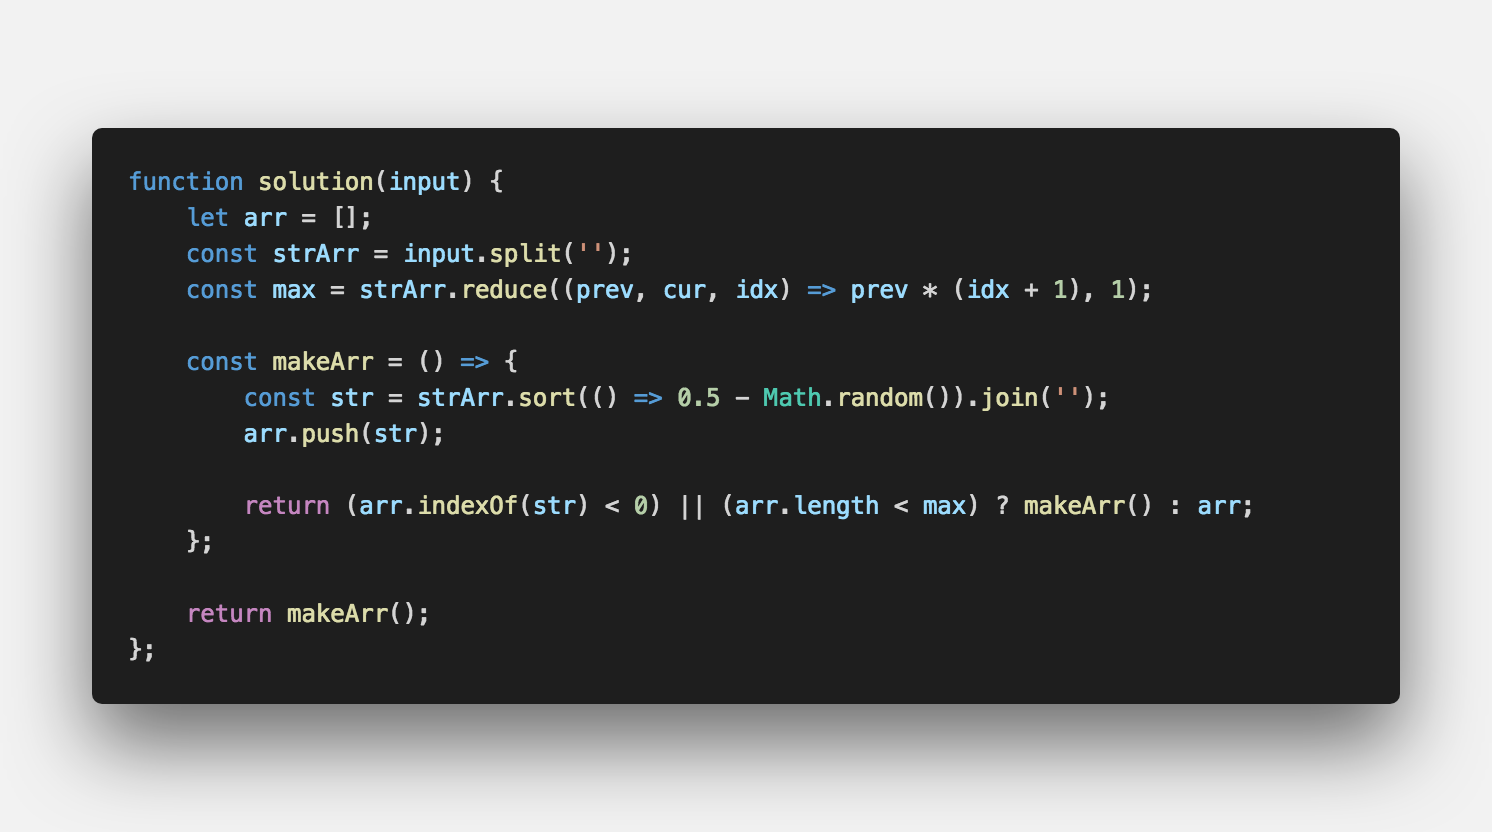 function solution(input) {
    let arr = [];
    const strArr = input.split('');
    const max = strArr.reduce((prev, cur, idx) => prev * (idx + 1), 1);

    const makeArr = () => {
        const str = strArr.sort(() => 0.5 - Math.random()).join('');
        arr.push(str);

        return (arr.indexOf(str) < 0) || (arr.length < max) ? makeArr() : arr;
    };

    return makeArr();
};